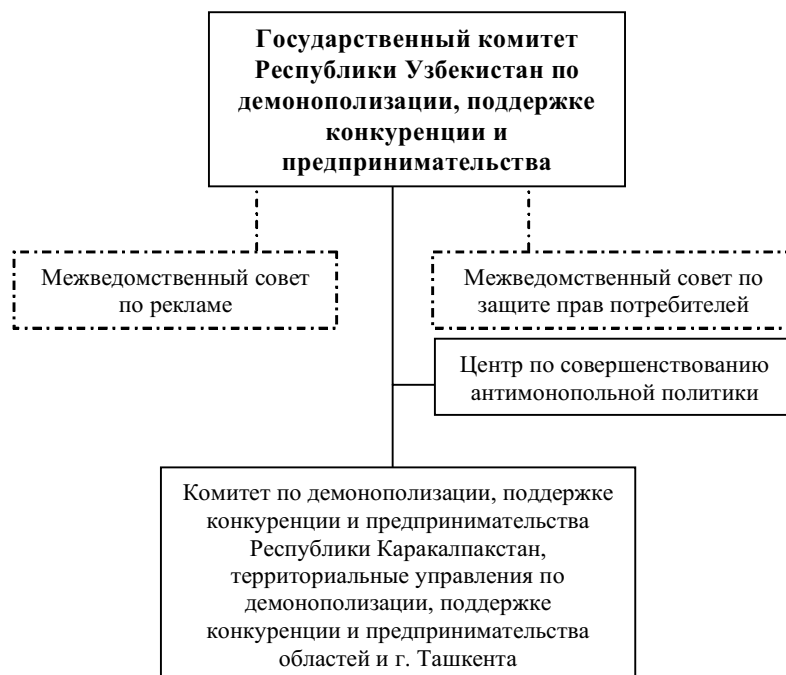 Государственный комитет
Республики Узбекистан по
демонополизации, поддержке
конкуренции и
предпринимательства
Межведомственный совет
по рекламе
Межведомственный совет по
защите прав потребителей
Центр по совершенствованию
антимонопольной политики
Комитет по демонополизации, поддержке
конкуренции и предпринимательства
Республики Каракалпакстан,
территориальные управления по
демонополизации, поддержке
конкуренции и предпринимательства
областей и г. Ташкента